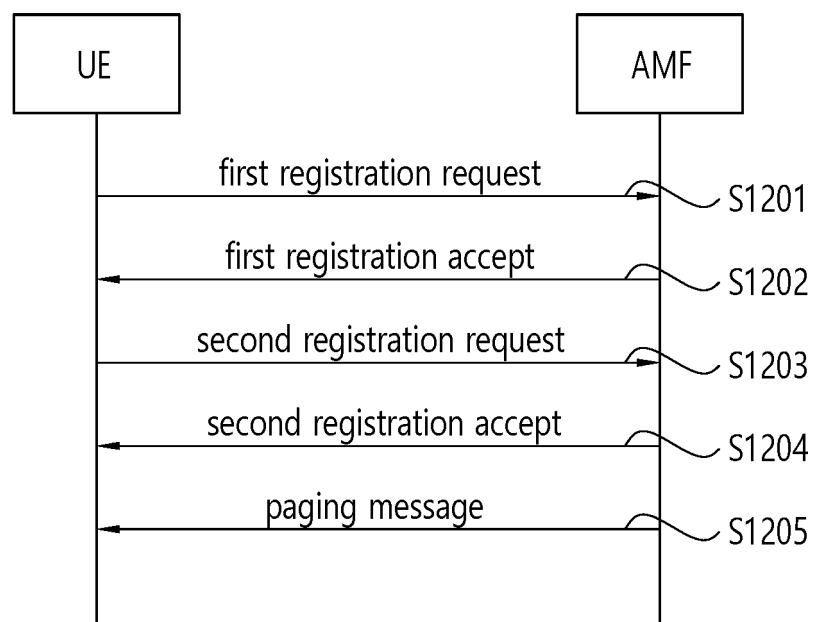 UE
AMF
first registration request
S1201
first registration accept
S1202
second registration request
S1203
second registration accept
S1204
paging message
S1205